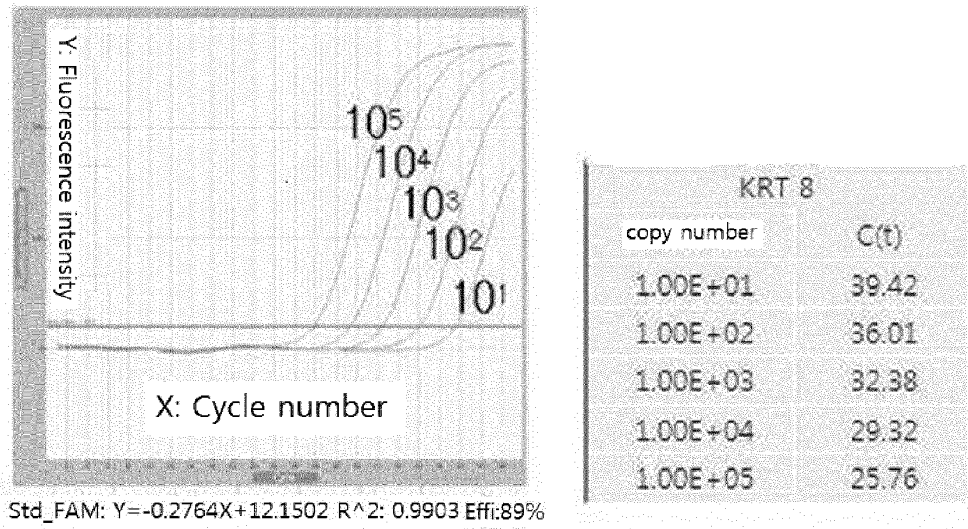 Y: Fluorescence intensity
10⁵
10⁴
10³
10²
10¹
X: Cycle number
Std_FAM: Y=-0.2764X+12.1502 R^2: 0.9903 Effi:89%
KRT 8
copy number C(t)
1.00E+01 39.42
1.00E+02 36.01
1.00E+03 32.38
1.00E+04 29.32
1.00E+05 25.76